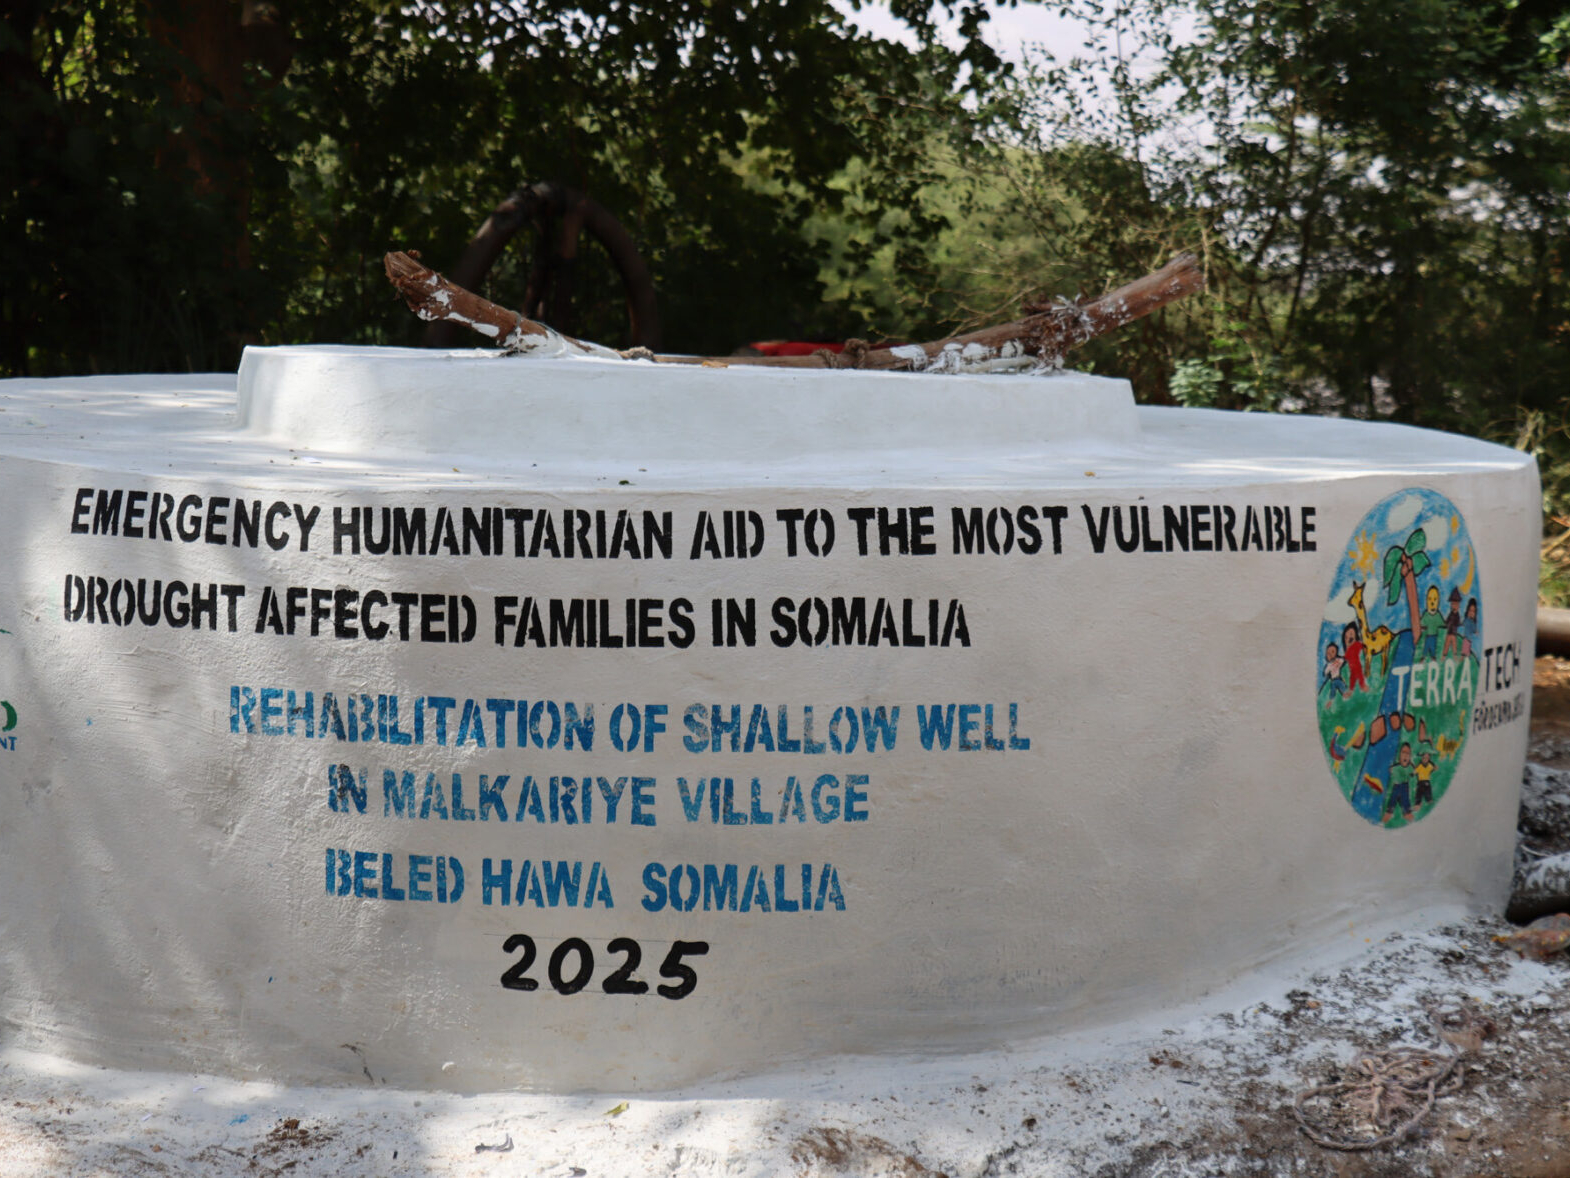 EMERGENCY HUMANITARIAN AID TO THE MOST VULNERABLE
DROUGHT AFFECTED FAMILIES IN SOMALIA
REHABILITATION OF SHALLOW WELL
IN MALKARIYE VILLAGE
BELED HAWA SOMALIA
2025
TERRA TECH